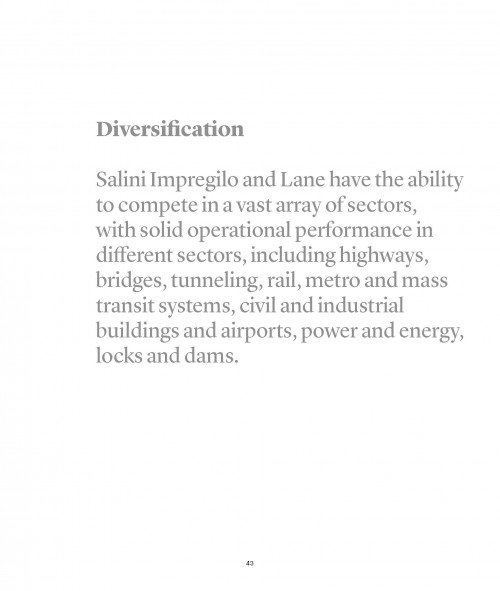 Diversification
Salini Impregilo and Lane have the ability
to compete in a vast array of sectors,
with solid operational performance in
different sectors, including highways,
bridges, tunneling, rail, metro and mass
transit systems, civil and industrial
buildings and airports, power and energy,
locks and dams.
43